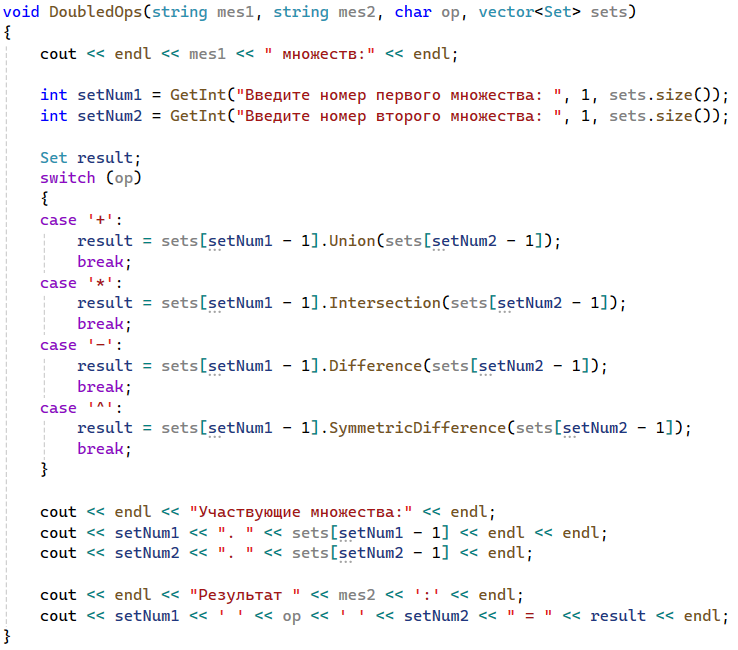 void DoubledOps(string mes1, string mes2, char op, vector<Set> sets)
{
    cout << endl << mes1 << " множеств:" << endl;

    int setNum1 = GetInt("Введите номер первого множества: ", 1, sets.size());
    int setNum2 = GetInt("Введите номер второго множества: ", 1, sets.size());

    Set result;
    switch (op)
    {
    case '+':
        result = sets[setNum1 - 1].Union(sets[setNum2 - 1]);
        break;
    case '*':
        result = sets[setNum1 - 1].Intersection(sets[setNum2 - 1]);
        break;
    case '-':
        result = sets[setNum1 - 1].Difference(sets[setNum2 - 1]);
        break;
    case '^':
        result = sets[setNum1 - 1].SymmetricDifference(sets[setNum2 - 1]);
        break;
    }

    cout << endl << "Участвующие множества:" << endl;
    cout << setNum1 << ". " << sets[setNum1 - 1] << endl << endl;
    cout << setNum2 << ". " << sets[setNum2 - 1] << endl;

    cout << endl << "Результат " << mes2 << ':' << endl;
    cout << setNum1 << ' ' << op << ' ' << setNum2 << " = " << result << endl;
}